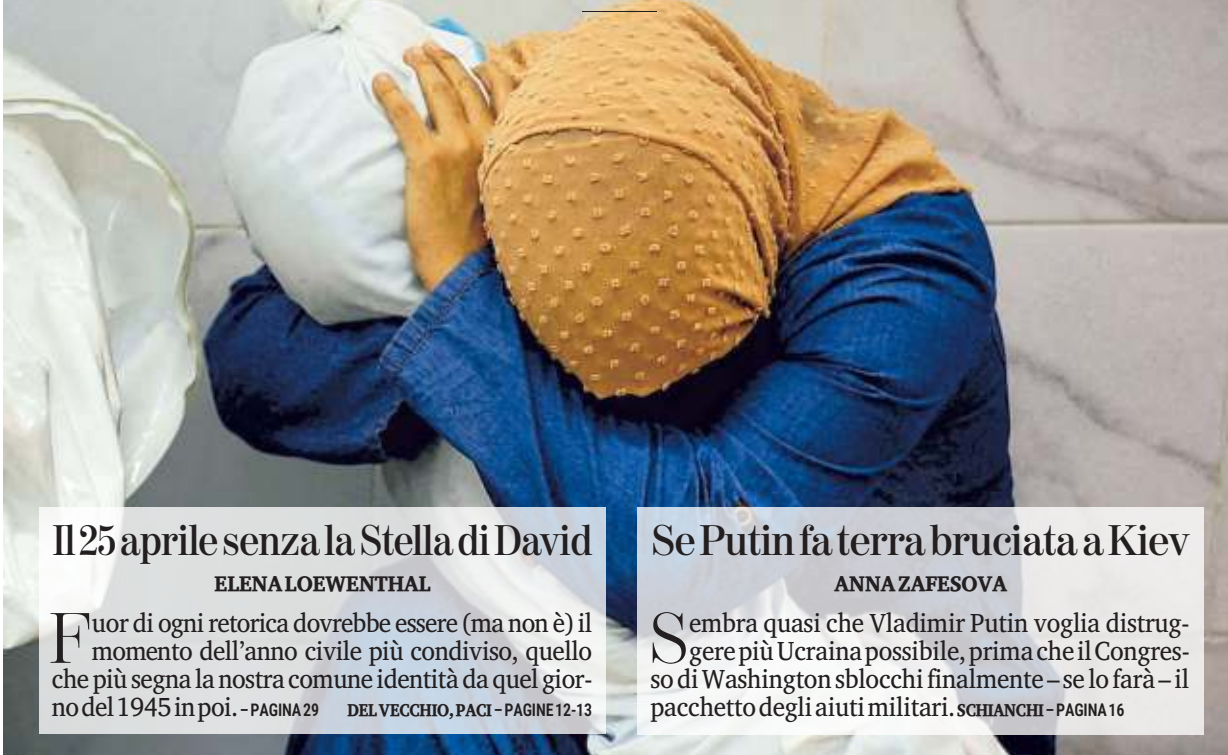 Il 25 aprile senza la Stella di David
ELENA LOEWENTHAL
Fuor di ogni retorica dovrebbe essere (ma non è) il
momento dell'anno civile più condiviso, quello
che più segna la nostra comune identità da quel gior-
no del 1945 in poi. – PAGINA 29 DEL VECCHIO, PACI – PAGINE 12-13
Se Putin fa terra bruciata a Kiev
ANNA ZAFESOVA
Sembra quasi che Vladimir Putin voglia distrug-
gere più Ucraina possibile, prima che il Congres-
so di Washington sblocchi finalmente – se lo farà – il
pacchetto degli aiuti militari. SCHIANCHI – PAGINA 16